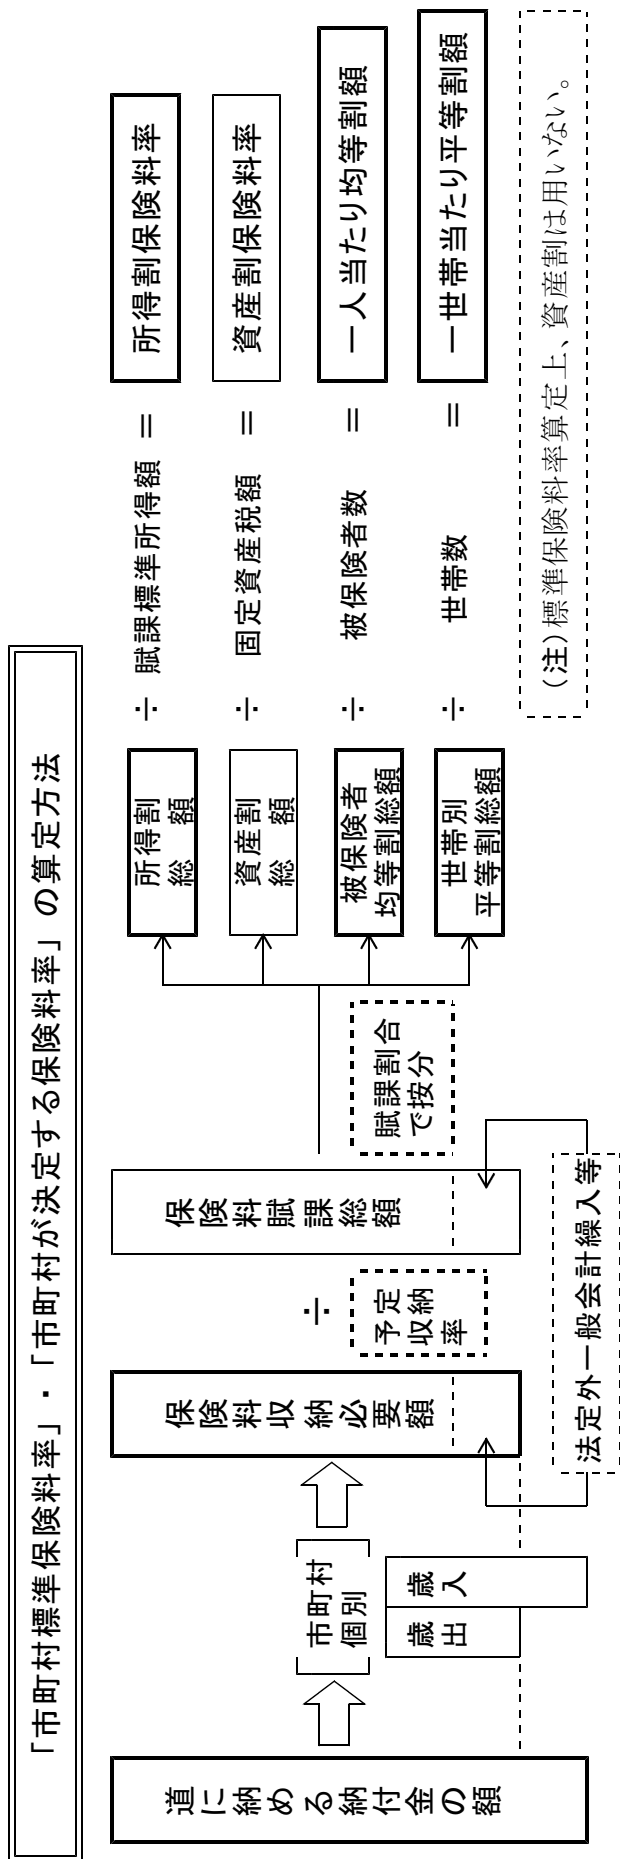 「市町村標準保険料率」・「市町村が決定する保険料率」の算定方法
道に納める納付金の額
市町村
個別
歳出
歳入
保険料収納必要額
÷
予定
収納
率
保険料賦課総額
法定外一般会計繰入等
賦課割合
で按分
所得割
総　額
÷
賦課標準所得額
＝
所得割保険料率
資産割
総　額
÷
固定資産税額
＝
資産割保険料率
被保険者
均等割総額
÷
被保険者数
＝
一人当たり均等割額
世帯別
平等割総額
÷
世帯数
＝
一世帯当たり平等割額
（注）標準保険料率算定上、資産割は用いない。